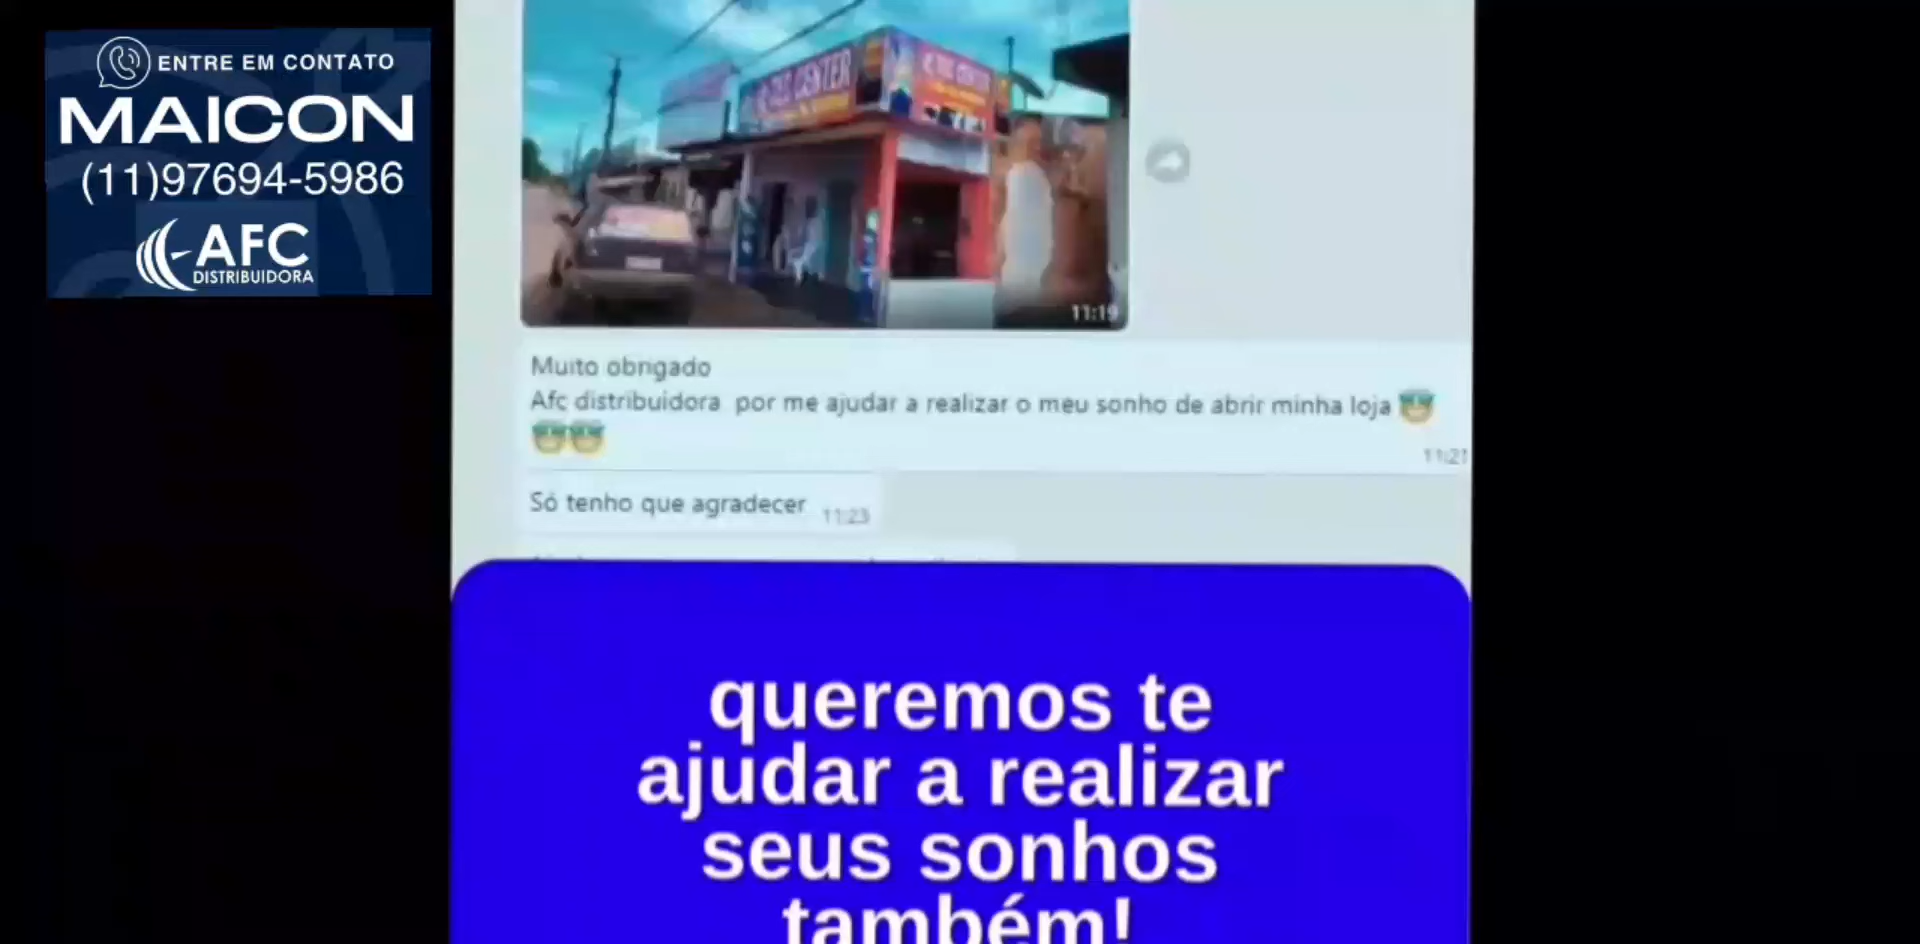 ENTRE EM CONTATO
MAICON
(11)97694-5986
AFC
DISTRIBUIDORA
CENTER
CENTER
11:19
Muito obrigado
Afc distribuidora por me ajudar a realizar o meu sonho de abrir minha loja 🤠
🤠🤠
11:21
Só tenho que agradecer 11:23
queremos te
ajudar a realizar
seus sonhos
também!